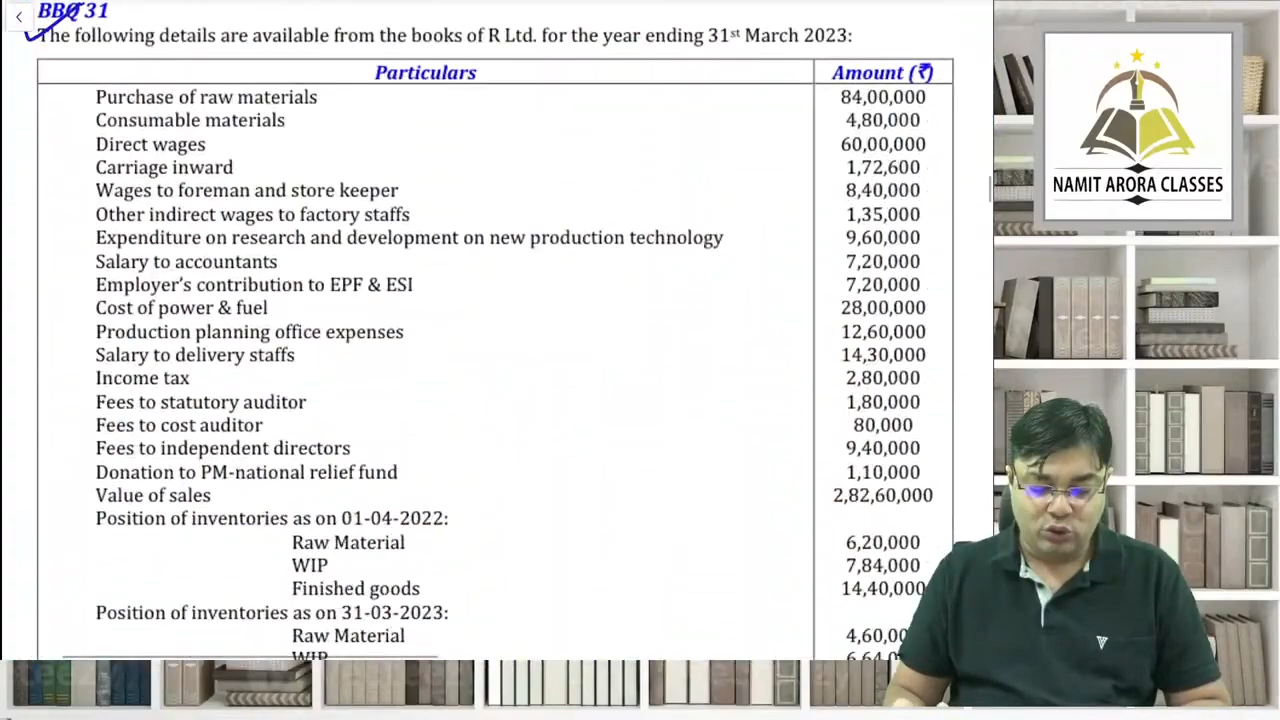 BBQ 31
The following details are available from the books of R Ltd. for the year ending 31st March 2023:
Particulars Amount (₹)
Purchase of raw materials 84,00,000
Consumable materials 4,80,000
Direct wages 60,00,000
Carriage inward 1,72,600
Wages to foreman and store keeper 8,40,000
Other indirect wages to factory staffs 1,35,000
Expenditure on research and development on new production technology 9,60,000
Salary to accountants 7,20,000
Employer's contribution to EPF & ESI 7,20,000
Cost of power & fuel 28,00,000
Production planning office expenses 12,60,000
Salary to delivery staffs 14,30,000
Income tax 2,80,000
Fees to statutory auditor 1,80,000
Fees to cost auditor 80,000
Fees to independent directors 9,40,000
Donation to PM-national relief fund 1,10,000
Value of sales 2,82,60,000
Position of inventories as on 01-04-2022:
Raw Material 6,20,000
WIP 7,84,000
Finished goods 14,40,000
Position of inventories as on 31-03-2023:
Raw Material 4,60,00
WIP 6,64,0
NAMIT ARORA CLASSES